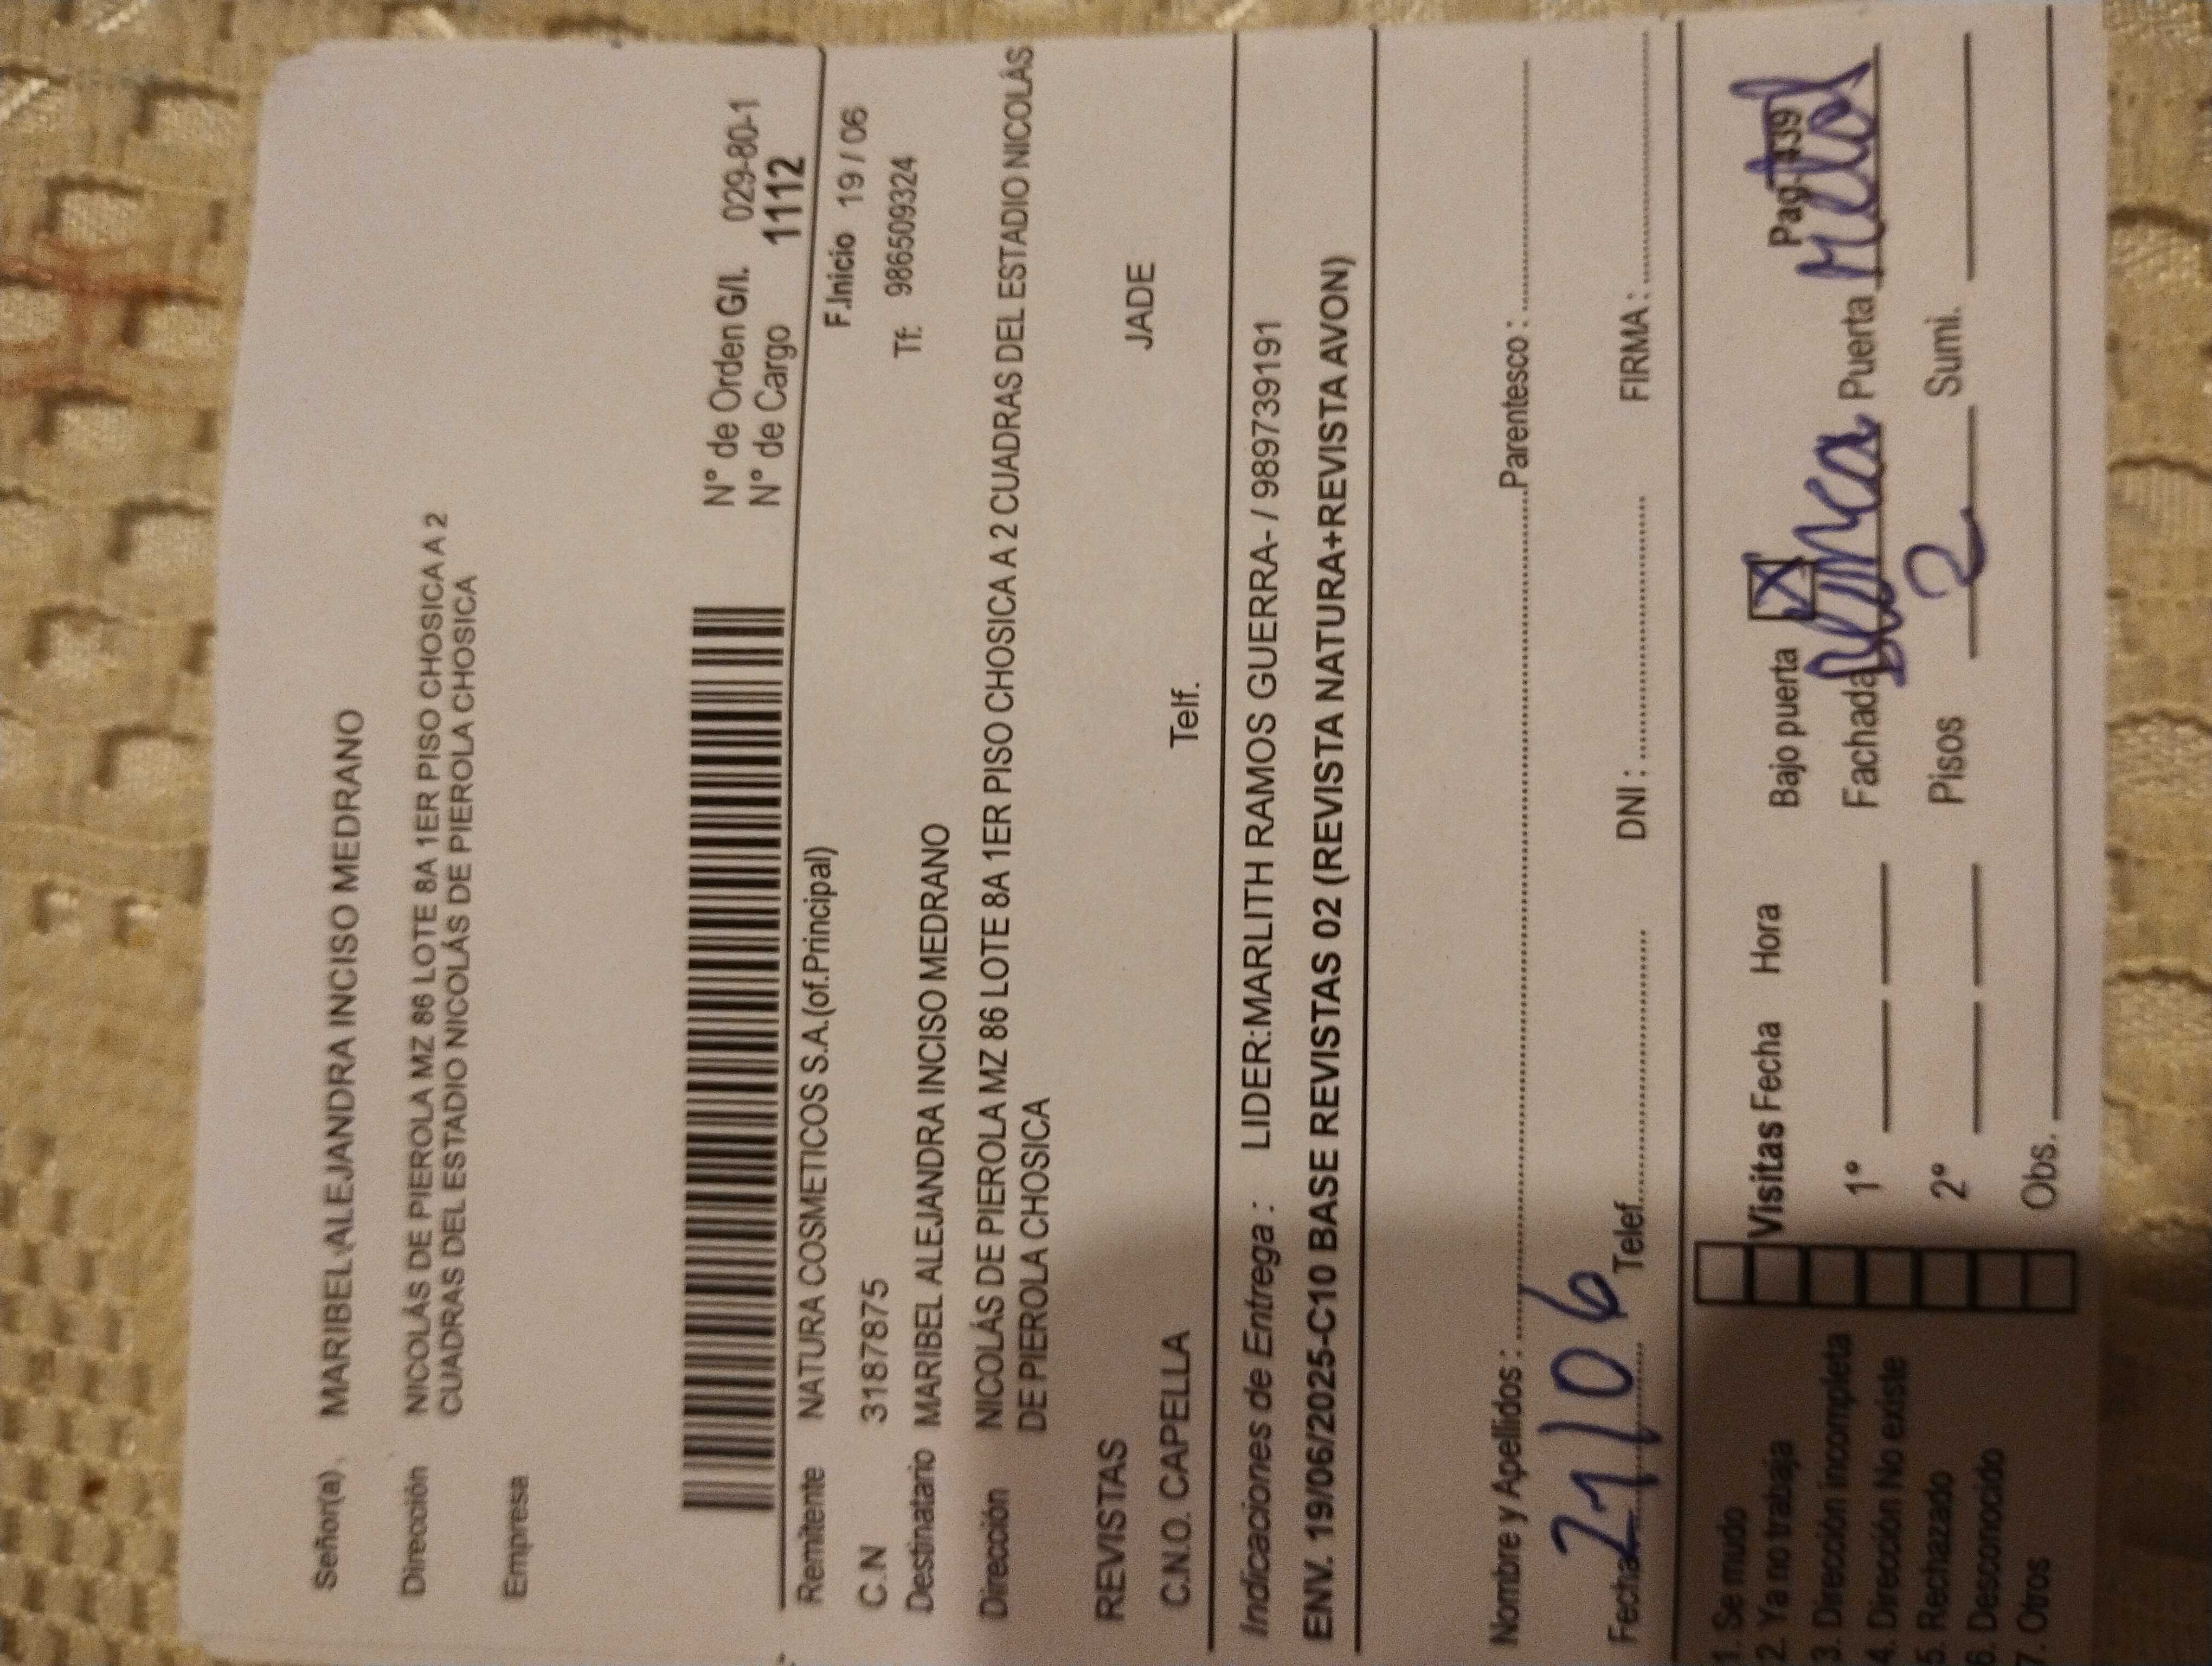 Señor(a). MARIBEL ALEJANDRA INCISO MEDRANO
Dirección NICOLÁS DE PIEROLA MZ 86 LOTE 8A 1ER PISO CHOSICA A 2
CUADRAS DEL ESTADIO NICOLÁS DE PIEROLA CHOSICA
Empresa
N° de Orden G/I. 029-80-1
N° de Cargo 1112
Remitente NATURA COSMETICOS S.A.(of.Principal) F.Inicio 19 / 06
C.N 3187875 Tf: 9865093324
Destinatario MARIBEL ALEJANDRA INCISO MEDRANO
Dirección NICOLÁS DE PIEROLA MZ 86 LOTE 8A 1ER PISO CHOSICA A 2 CUADRAS DEL ESTADIO NICOLÁS
DE PIEROLA CHOSICA
REVISTAS JADE
C.N.O. CAPELLA Telf.
Indicaciones de Entrega : LIDER:MARLITH RAMOS GUERRA- / 989739191
ENV. 19/06/2025-C10 BASE REVISTAS 02 (REVISTA NATURA+REVISTA AVON)
Nombre y Apellidos : Parentesco :
Fecha 21/06 Telef. DNI : FIRMA :
1. Se mudo
2. Ya no trabaja
3. Dirección incompleta
4. Dirección No existe
5. Rechazado
6. Desconocido
7. Otros
Visitas Fecha Hora Bajo puerta X Pag-1439
1° Fachada Puerta Metal
2° Pisos 2 Sumi.
Obs.